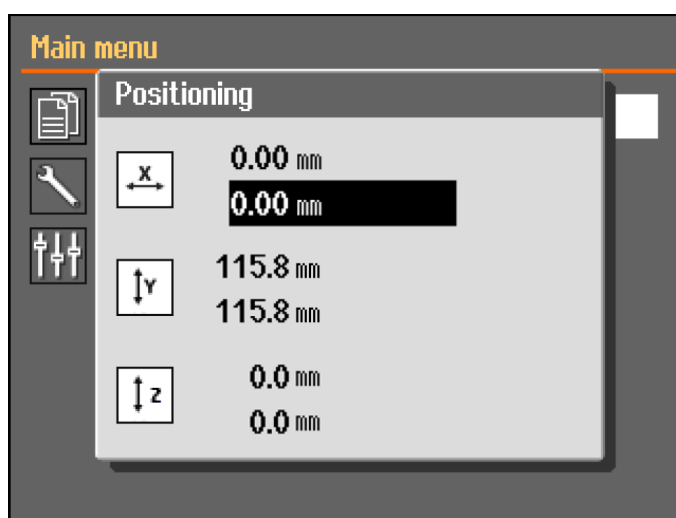 Main menu
Positioning
X
0.00 mm
0.00 mm
Y
115.8 mm
115.8 mm
Z
0.0 mm
0.0 mm